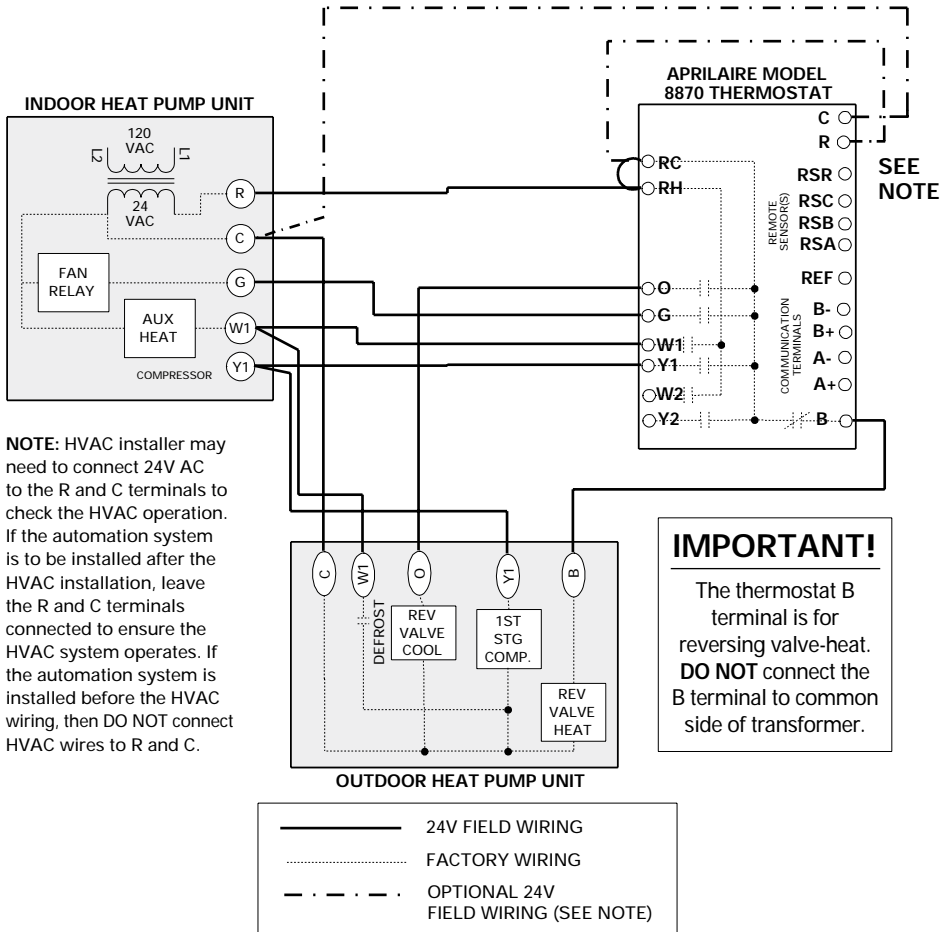 INDOOR HEAT PUMP UNIT
120
VAC
L2
L1
24
VAC
R
C
G
W1
Y1
FAN
RELAY
AUX
HEAT
COMPRESSOR
APRILAIRE MODEL
8870 THERMOSTAT
C
R
SEE
NOTE
RC
RH
RSR
RSC
RSB
RSA
REMOTE
SENSOR(S)
REF
O
G
W1
Y1
W2
Y2
B-
B+
A-
A+
COMMUNICATION
TERMINALS
B
NOTE: HVAC installer may
need to connect 24V AC
to the R and C terminals to
check the HVAC operation.
If the automation system
is to be installed after the
HVAC installation, leave
the R and C terminals
connected to ensure the
HVAC system operates. If
the automation system is
installed before the HVAC
wiring, then DO NOT connect
HVAC wires to R and C.
C
W1
O
Y1
B
DEFROST
REV
VALVE
COOL
1ST
STG
COMP.
REV
VALVE
HEAT
OUTDOOR HEAT PUMP UNIT
IMPORTANT!
The thermostat B
terminal is for
reversing valve-heat.
DO NOT connect the
B terminal to common
side of transformer.
24V FIELD WIRING
FACTORY WIRING
OPTIONAL 24V
FIELD WIRING (SEE NOTE)